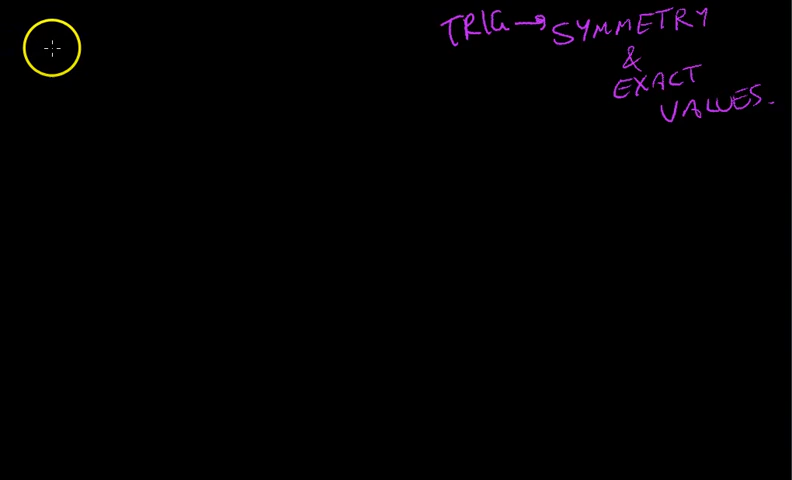 TRIG → SYMMETRY
&
EXACT
VALUES.